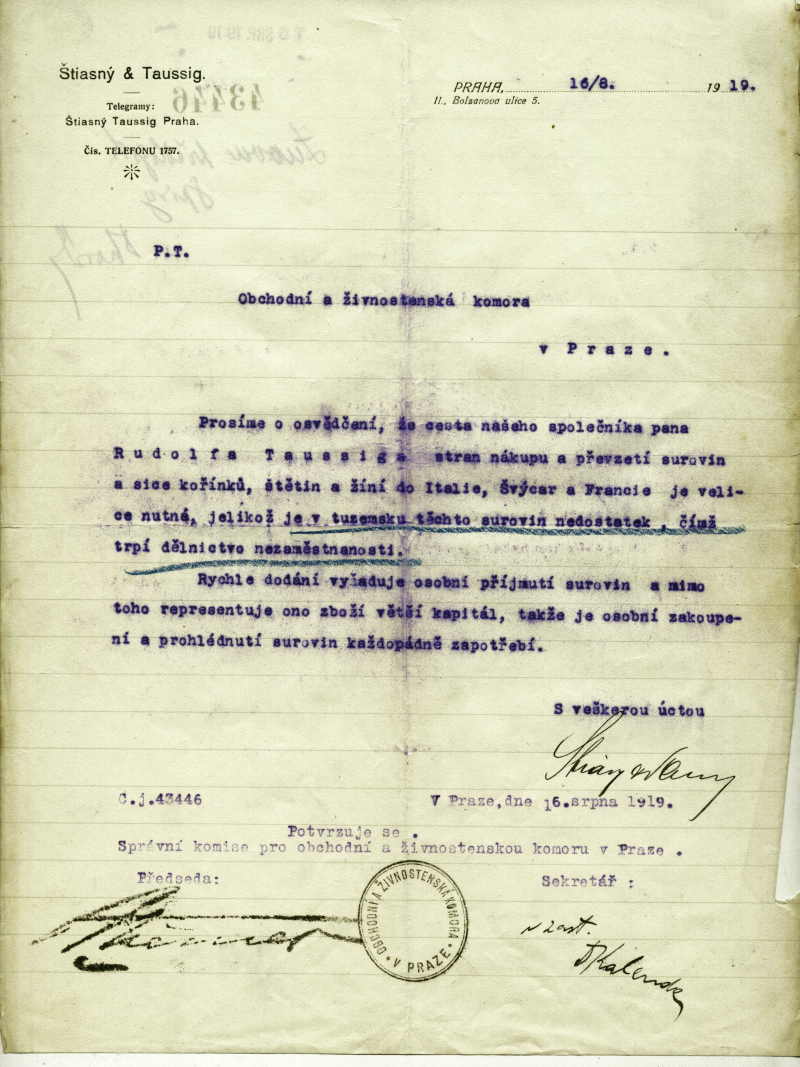 Štiasný & Taussig.
Telegramy:
Štiasný Taussig Praha.
Čís. TELEFONU 1757.
PRAHA, 16/8. 1919.
II., Bolzanova ulice 5.
43446
P.T.
Obchodní a živnostenská komora
v Praze.
Prosíme o osvědčení, že cesta našeho společníka pana
Rudolfa Taussiga stran nákupu a převzetí surovin
a sice kořínků, štětin a žíní do Italie, Švýcar a Francie je veli-
ce nutná, jelikož je v tuzemsku těchto surovin nedostatek, čímž
trpí dělnictvo nezaměstnaností.
Rychle dodání vyžaduje osobní příjmutí surovin a mimo
toho representuje ono zboží větší kapitál, takže je osobní zakoupe-
ní a prohlédnutí surovin každopádně zapotřebí.
S veškerou úctou
Č.j.43446 V Praze,dne 16.srpna 1919.
Potvrzuje se .
Správní komise pro obchodní a živnostenskou komoru v Praze .
Předseda: Sekretář :
OBCHODNÍ A ŽIVNOSTENSKÁ KOMORA
• V PRAZE •
v zast.